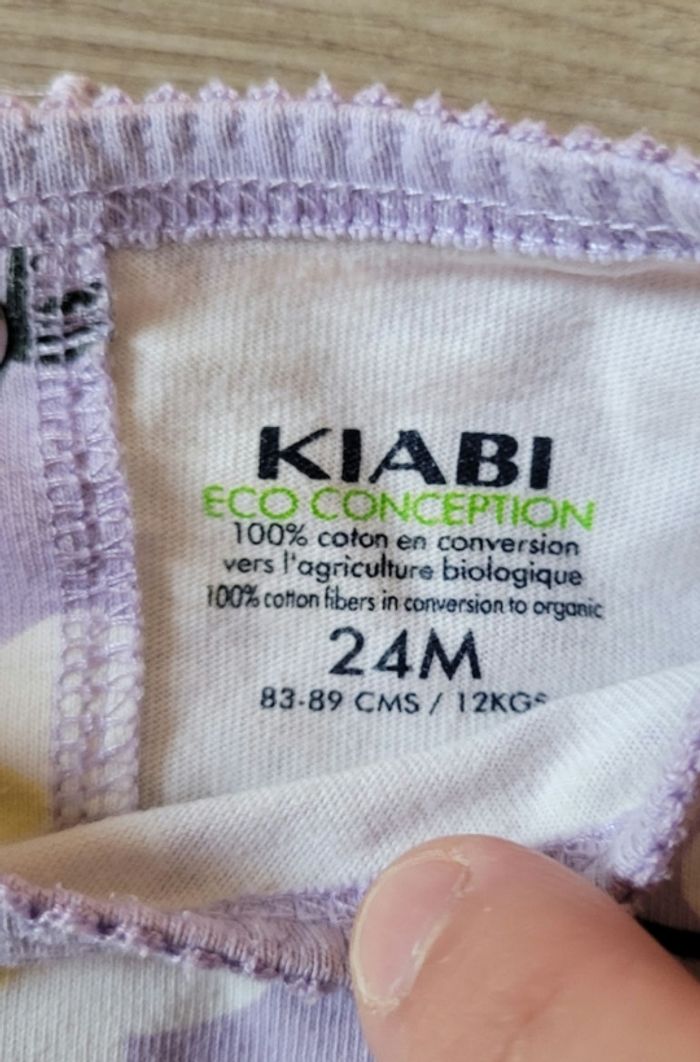 KIABI
ECO CONCEPTION
100% coton en conversion
vers l'agriculture biologique
100% cotton fibers in conversion to organic
24M
83-89 CMS / 12KGS